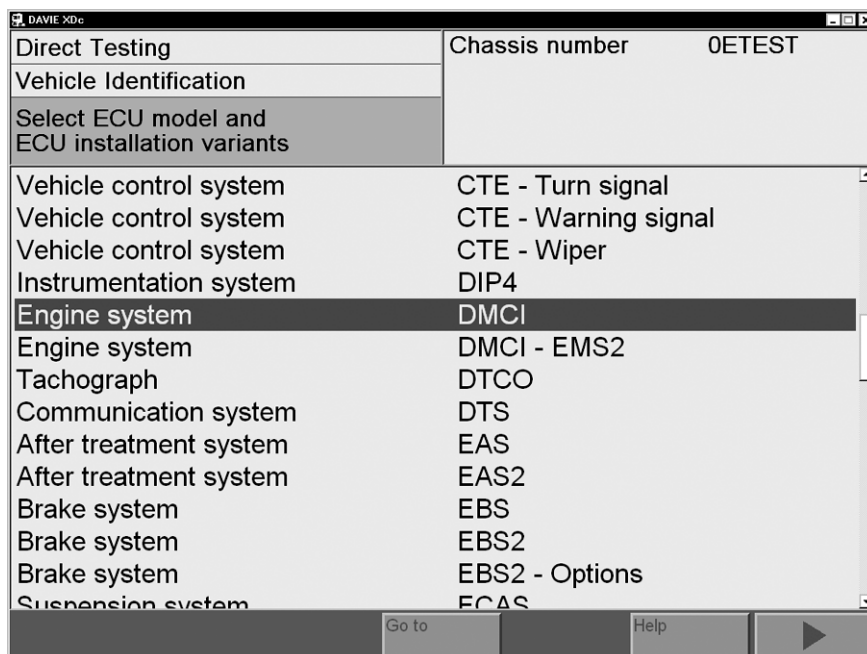 DAVIE XDc
Direct Testing
Chassis number 0ETEST
Vehicle Identification
Select ECU model and
ECU installation variants
Vehicle control system CTE - Turn signal
Vehicle control system CTE - Warning signal
Vehicle control system CTE - Wiper
Instrumentation system DIP4
Engine system DMCI
Engine system DMCI - EMS2
Tachograph DTCO
Communication system DTS
After treatment system EAS
After treatment system EAS2
Brake system EBS
Brake system EBS2
Brake system EBS2 - Options
Suspension system ECAS
Go to Help